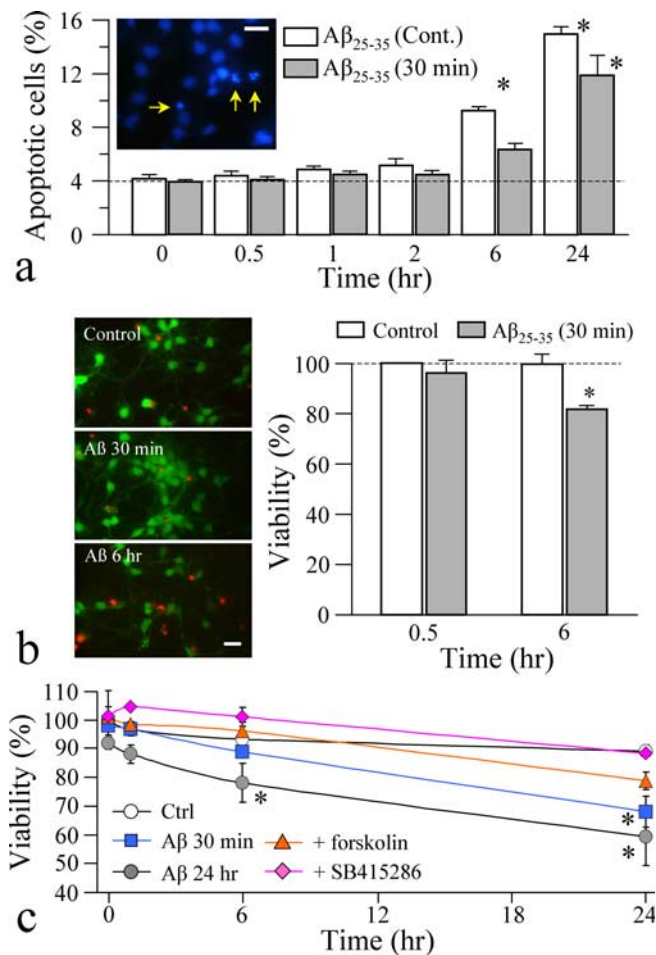 Apoptotic cells (%)
20
16
12
8
4
0
Aβ25-35 (Cont.)
Aβ25-35 (30 min)
*
*
*
0 0.5 1 2 6 24
Time (hr)
a
Control
Aß 30 min
Aß 6 hr
b
Control Aβ25-35 (30 min)
Viability (%)
100
80
60
40
20
0
*
0.5 6
Time (hr)
Viability (%)
110
100
90
80
70
60
50
40
Ctrl
Aβ 30 min
Aβ 24 hr
+ forskolin
+ SB415286
*
*
*
0 6 12 18 24
Time (hr)
c